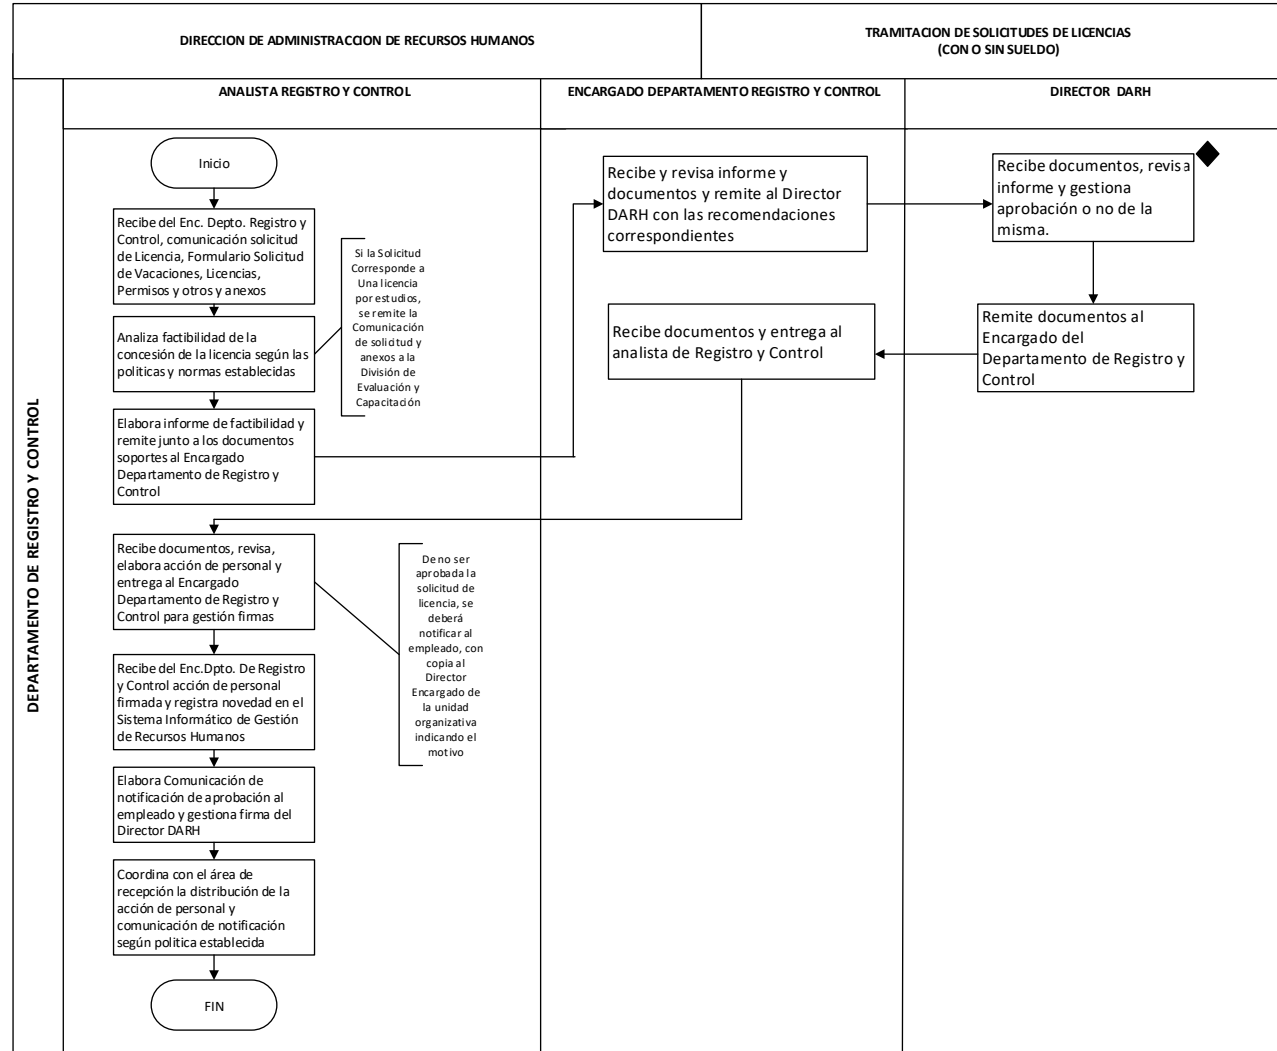 DIRECCION DE ADMINISTRACCION DE RECURSOS HUMANOS
TRAMITACION DE SOLICITUDES DE LICENCIAS
(CON O SIN SUELDO)
DEPARTAMENTO DE REGISTRO Y CONTROL
ANALISTA REGISTRO Y CONTROL
ENCARGADO DEPARTAMENTO REGISTRO Y CONTROL
DIRECTOR DARH
Inicio
Recibe del Enc. Depto. Registro y
Control, comunicación solicitud
de Licencia, Formulario Solicitud
de Vacaciones, Licencias,
Permisos y otros y anexos
Analiza factibilidad de la
concesión de la licencia según las
politicas y normas establecidas
Si la Solicitud
Corresponde a
Una licencia
por estudios,
se remite la
Comunicación
de solicitud y
anexos a la
División de
Evaluación y
Capacitación
Elabora informe de factibilidad y
remite junto a los documentos
soportes al Encargado
Departamento de Registro y
Control
Recibe y revisa informe y
documentos y remite al Director
DARH con las recomendaciones
correspondientes
Recibe documentos, revisa
informe y gestiona
aprobación o no de la
misma.
Remite documentos al
Encargado del
Departamento de Registro y
Control
Recibe documentos y entrega al
analista de Registro y Control
Recibe documentos, revisa,
elabora acción de personal y
entrega al Encargado
Departamento de Registro y
Control para gestión firmas
De no ser
aprobada la
solicitud de
licencia, se
deberá
notificar al
empleado, con
copia al
Director
Encargado de
la unidad
organizativa
indicando el
motivo
Recibe del Enc.Dpto. De Registro
y Control acción de personal
firmada y registra novedad en el
Sistema Informático de Gestión
de Recursos Humanos
Elabora Comunicación de
notificación de aprobación al
empleado y gestiona firma del
Director DARH
Coordina con el área de
recepción la distribución de la
acción de personal y
comunicación de notificación
según politica establecida
FIN